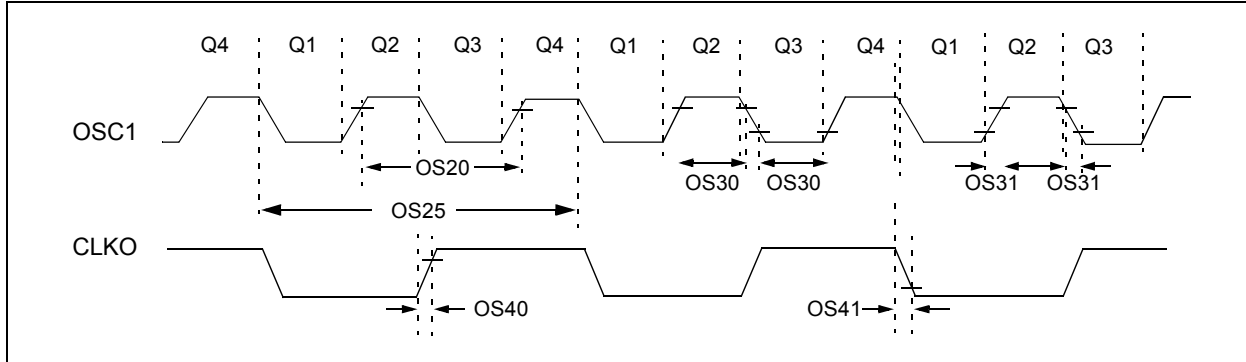 Q4 Q1 Q2 Q3 Q4 Q1 Q2 Q3 Q4 Q1 Q2 Q3
OSC1
OS20
OS30 OS30
OS31 OS31
OS25
CLKO
OS40
OS41